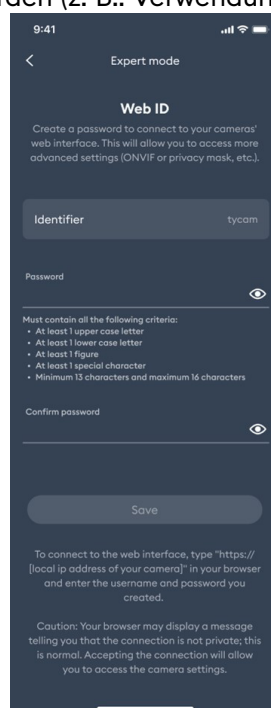 rden (z. B.: Verwendun
9:41
Expert mode
Web ID
Create a password to connect to your cameras'
web interface. This will allow you to access more
advanced settings (ONVIF or privacy mask, etc.).
Identifier tycam
Password
Must contain all the following criteria:
• At least 1 upper case letter
• At least 1 lower case letter
• At least 1 figure
• At least 1 special character
• Minimum 13 characters and maximum 16 characters
Confirm password
Save
To connect to the web interface, type "https://
[local ip address of your camera]" in your browser
and enter the username and password you
created.
Caution: Your browser may display a message
telling you that the connection is not private; this
is normal. Accepting the connection will allow
you to access the camera settings.